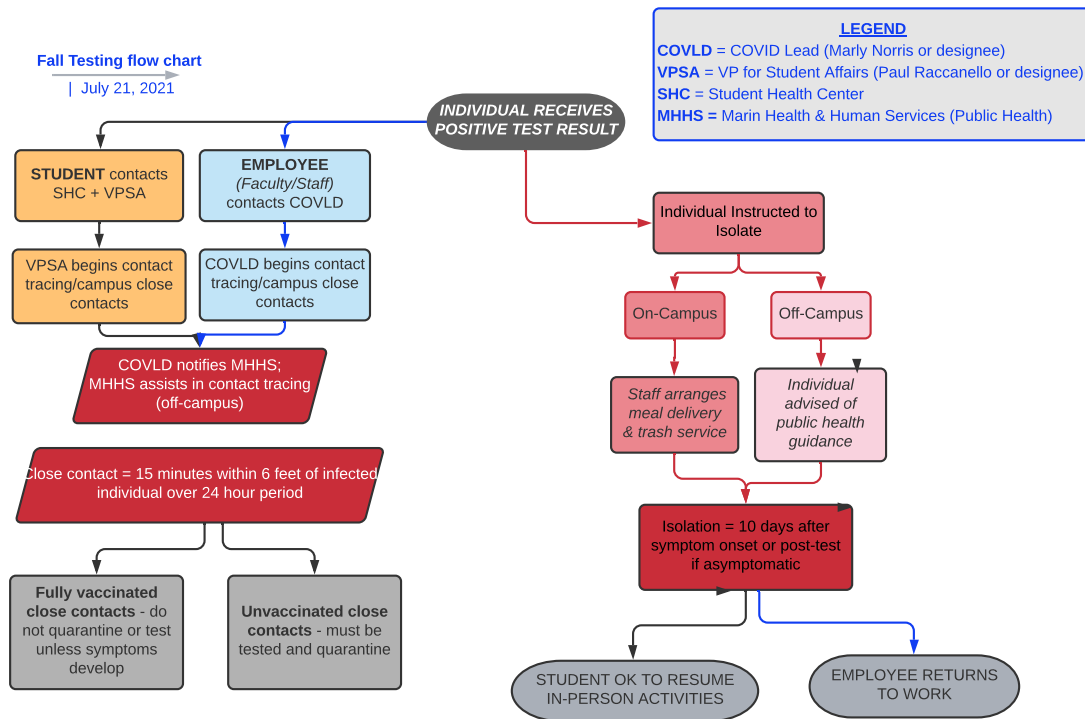 Fall Testing flow chart
| July 21, 2021
LEGEND
COVLD = COVID Lead (Marly Norris or designee)
VPSA = VP for Student Affairs (Paul Raccanello or designee)
SHC = Student Health Center
MHHS = Marin Health & Human Services (Public Health)
INDIVIDUAL RECEIVES
POSITIVE TEST RESULT
STUDENT contacts
SHC + VPSA
EMPLOYEE
(Faculty/Staff)
contacts COVLD
VPSA begins contact
tracing/campus close
contacts
COVLD begins contact
tracing/campus close
contacts
COVLD notifies MHHS;
MHHS assists in contact tracing
(off-campus)
Close contact = 15 minutes within 6 feet of infected
individual over 24 hour period
Fully vaccinated
close contacts - do
not quarantine or test
unless symptoms
develop
Unvaccinated close
contacts - must be
tested and quarantine
Individual Instructed to
Isolate
On-Campus
Off-Campus
Staff arranges
meal delivery
& trash service
Individual
advised of
public health
guidance
Isolation = 10 days after
symptom onset or post-test
if asymptomatic
STUDENT OK TO RESUME
IN-PERSON ACTIVITIES
EMPLOYEE RETURNS
TO WORK